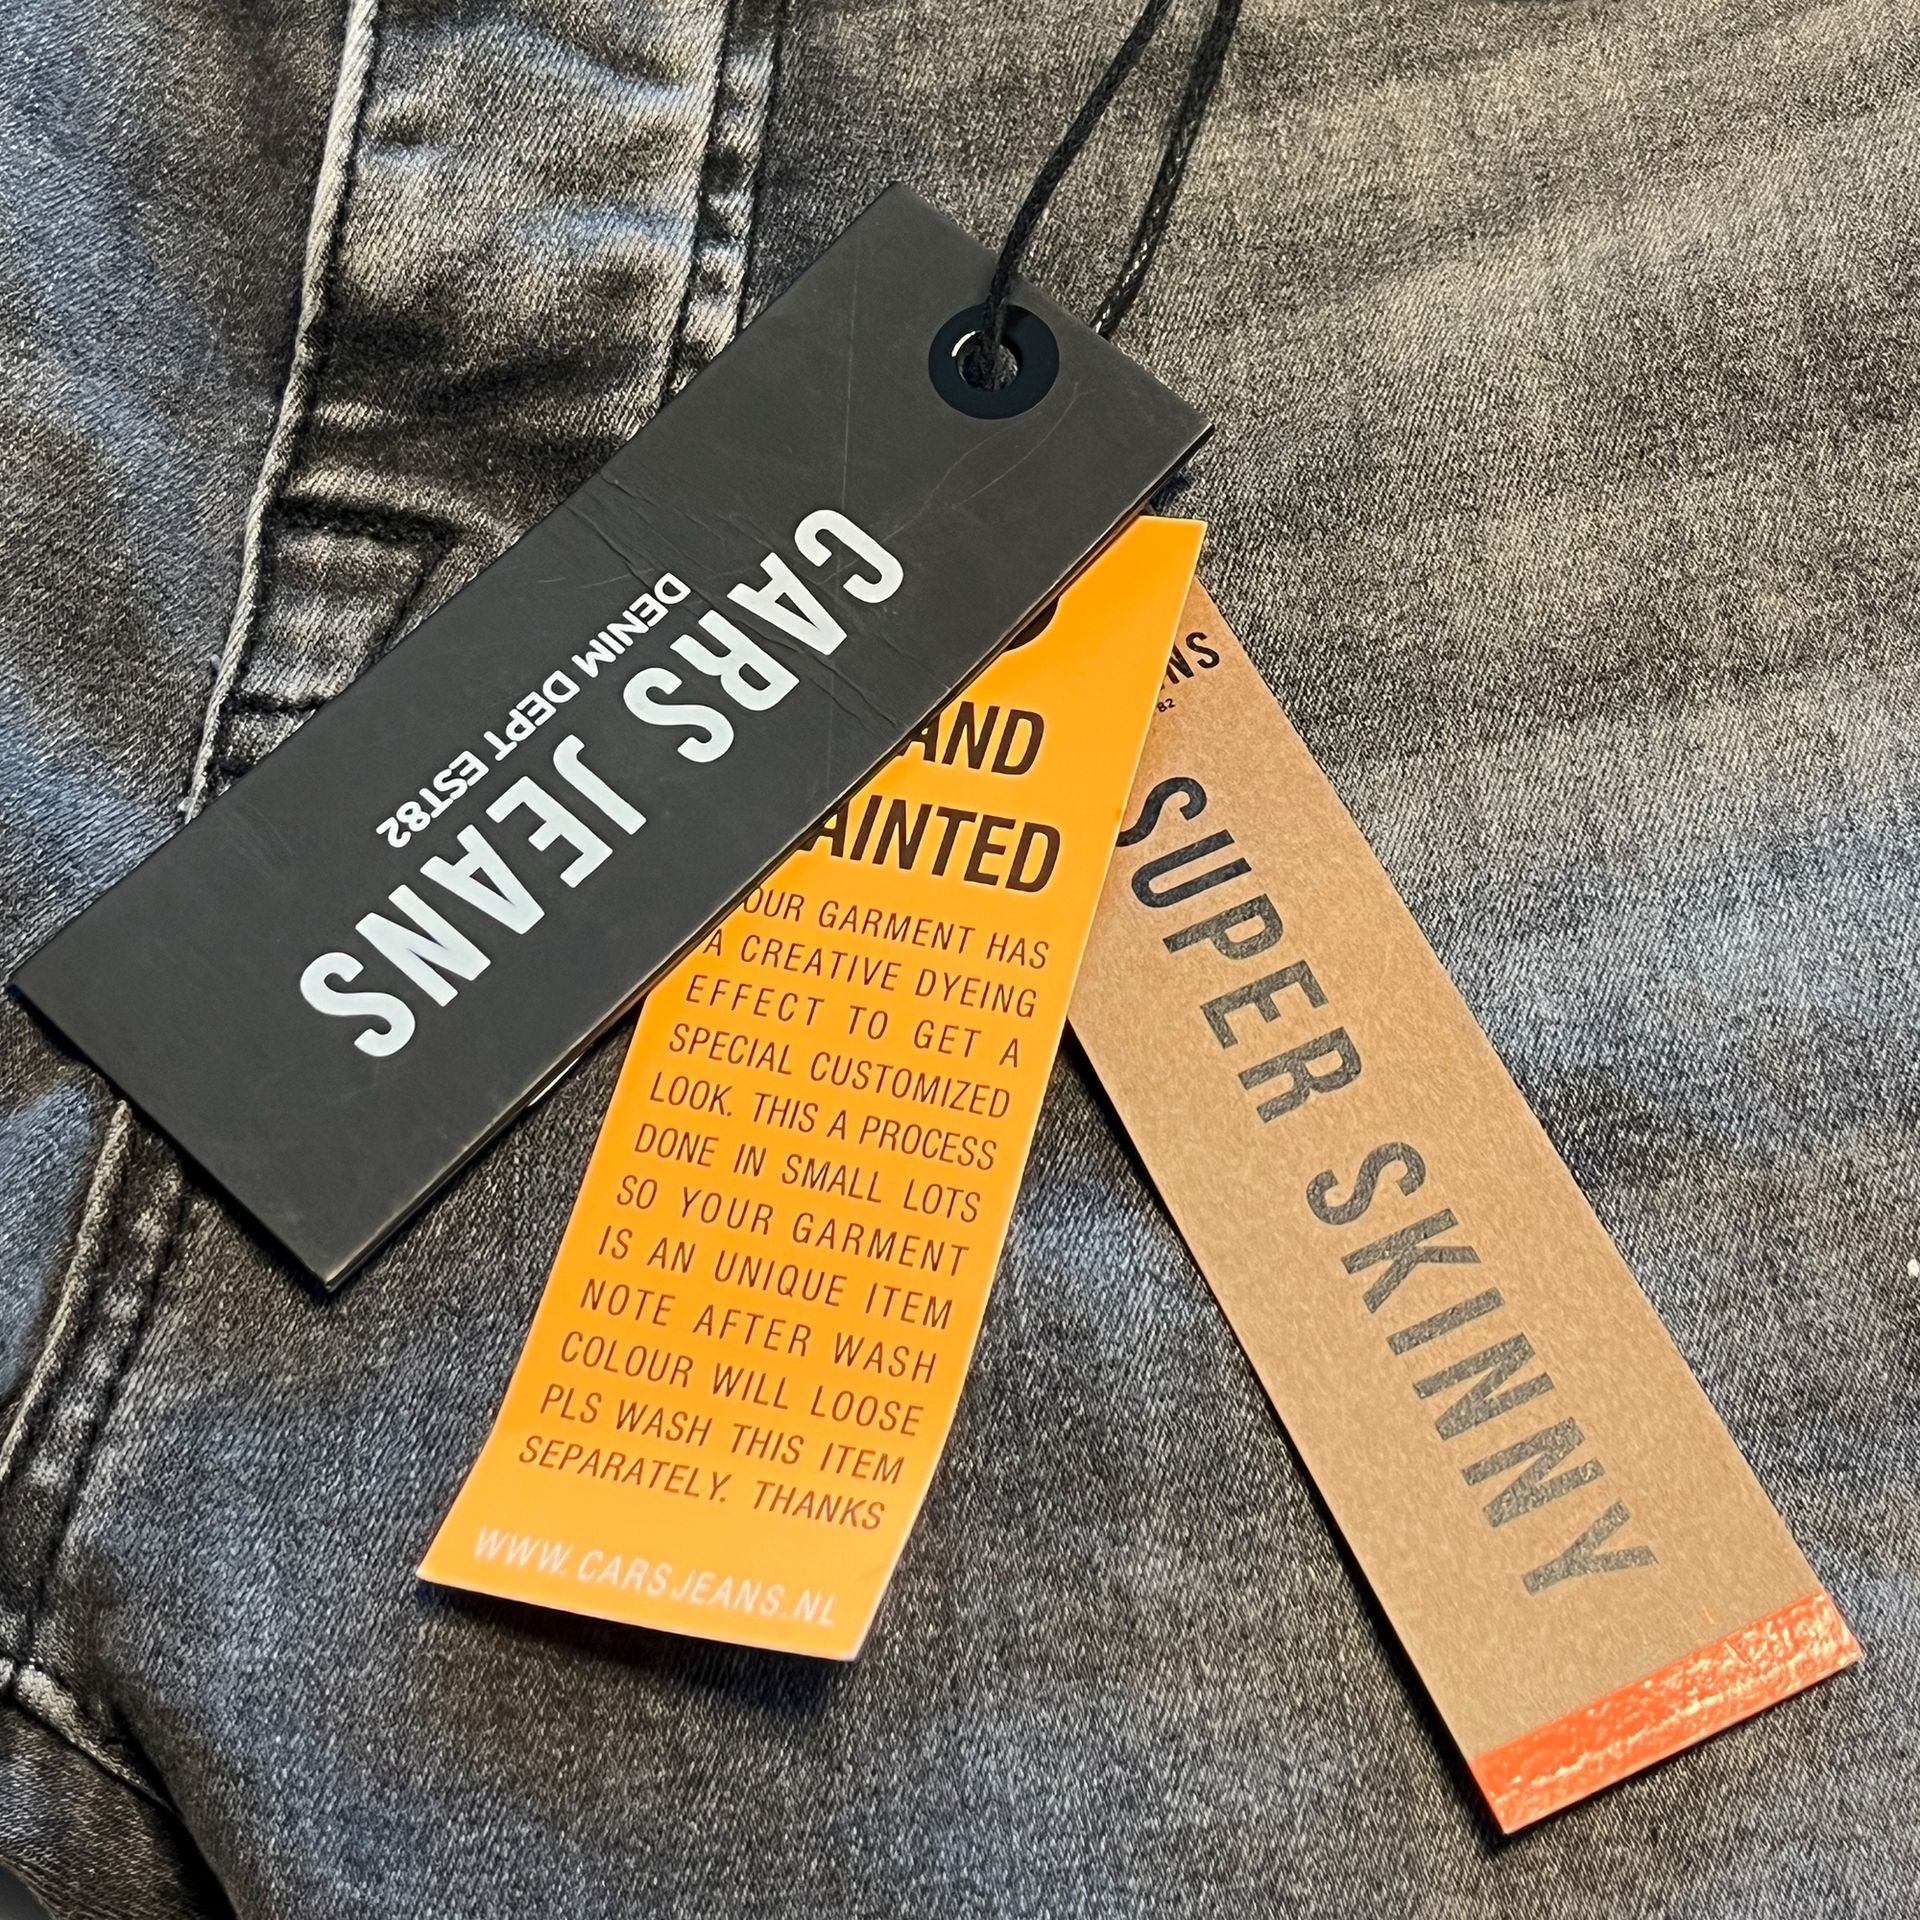 CARS JEANS
DENIM DEPT EST82
AND
AINTED
OUR GARMENT HAS
A CREATIVE DYEING
EFFECT TO GET A
SPECIAL CUSTOMIZED
LOOK. THIS A PROCESS
DONE IN SMALL LOTS
SO YOUR GARMENT
IS AN UNIQUE ITEM
NOTE AFTER WASH
COLOUR WILL LOOSE
PLS WASH THIS ITEM
SEPARATELY. THANKS
WWW.CARSJEANS.NL
NS
82
SUPER SKINNY